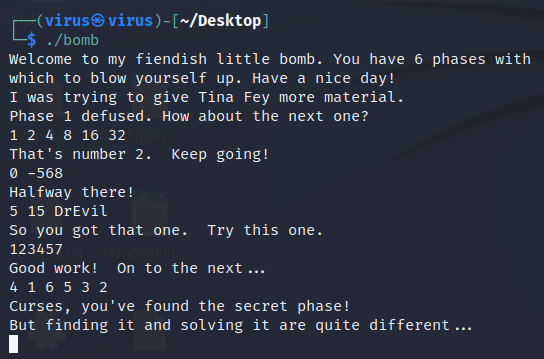 ┌──(virus㉿virus)-[~/Desktop]
└─$ ./bomb
Welcome to my fiendish little bomb. You have 6 phases with
which to blow yourself up. Have a nice day!
I was trying to give Tina Fey more material.
Phase 1 defused. How about the next one?
1 2 4 8 16 32
That's number 2.  Keep going!
0 -568
Halfway there!
5 15 DrEvil
So you got that one.  Try this one.
123457
Good work!  On to the next...
4 1 6 5 3 2
Curses, you've found the secret phase!
But finding it and solving it are quite different...